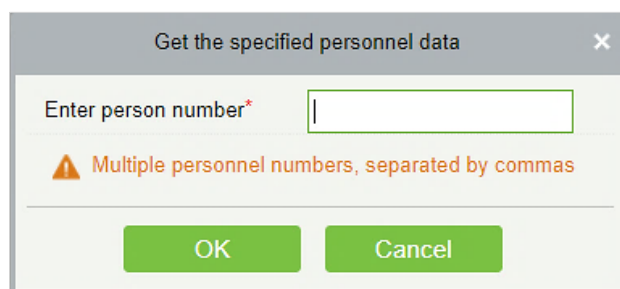 Get the specified personnel data
Enter person number*
Multiple personnel numbers, separated by commas
OK Cancel